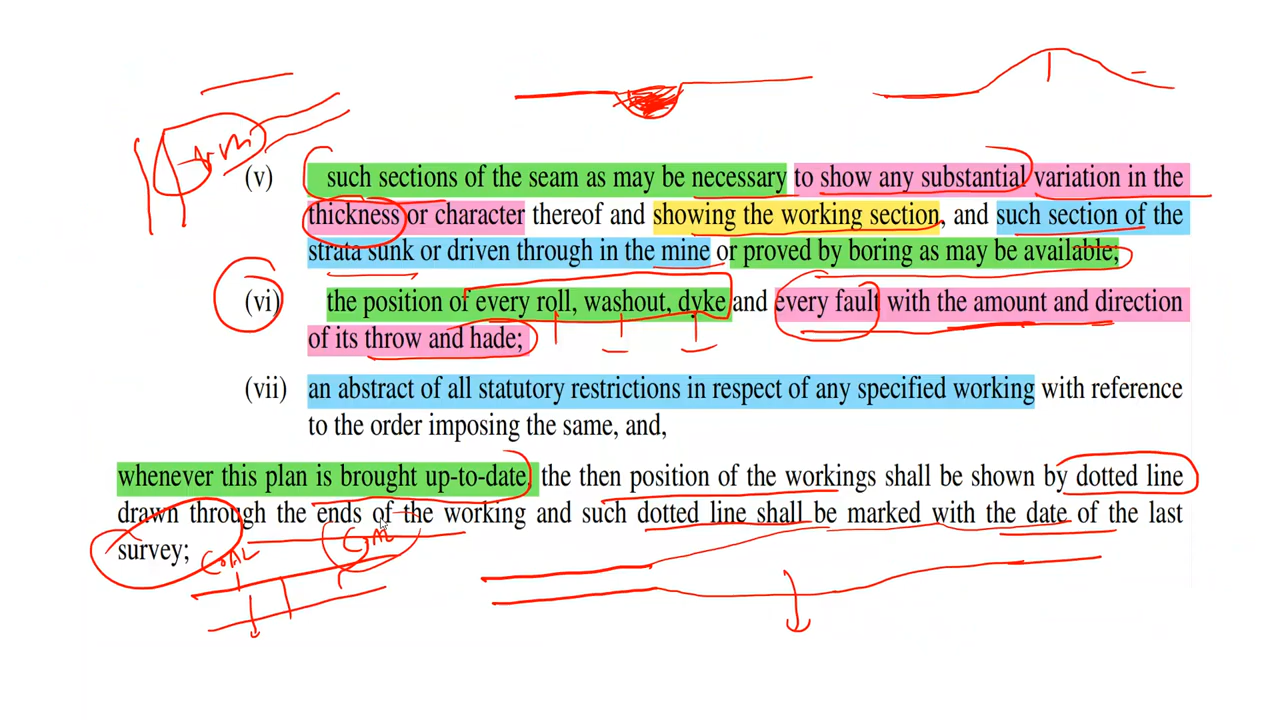 (v) such sections of the seam as may be necessary to show any substantial variation in the
thickness or character thereof and showing the working section, and such section of the
strata sunk or driven through in the mine or proved by boring as may be available;
(vi) the position of every roll, washout, dyke and every fault with the amount and direction
of its throw and hade;
(vii) an abstract of all statutory restrictions in respect of any specified working with reference
to the order imposing the same, and,
whenever this plan is brought up-to-date, the then position of the workings shall be shown by dotted line
drawn through the ends of the working and such dotted line shall be marked with the date of the last
survey;
COAL
COAL